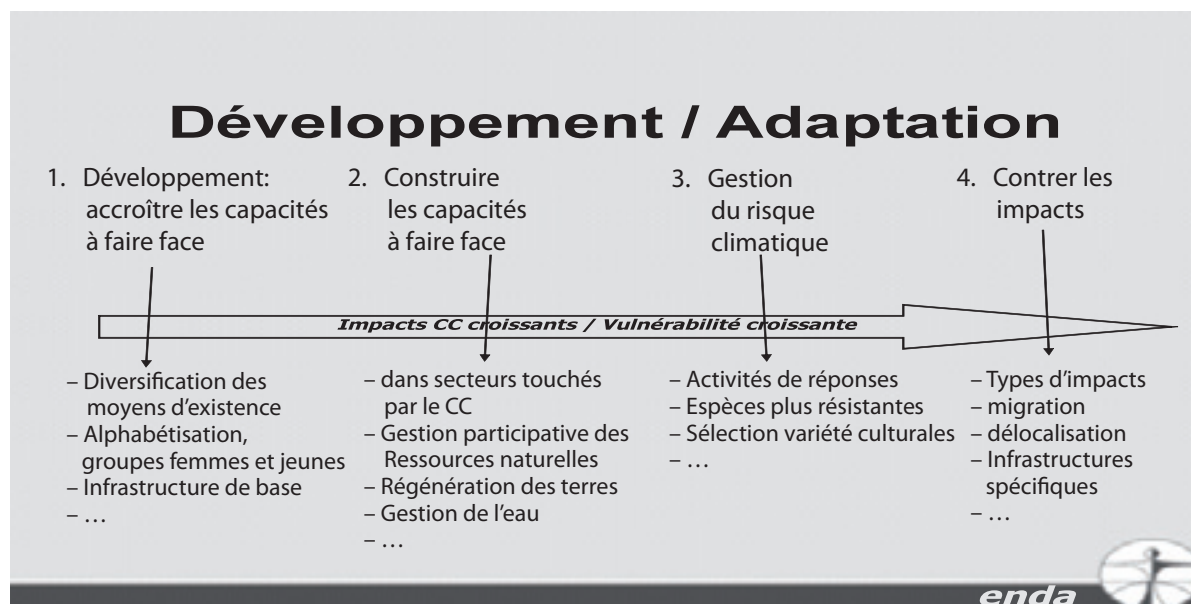 Développement / Adaptation
1. Développement:
accroître les capacités
à faire face
2. Construire
les capacités
à faire face
3. Gestion
du risque
climatique
4. Contrer les
impacts
Impacts CC croissants / Vulnérabilité croissante
– Diversification des
moyens d’existence
– Alphabétisation,
groupes femmes et jeunes
– Infrastructure de base
– …
– dans secteurs touchés
par le CC
– Gestion participative des
Ressources naturelles
– Régénération des terres
– Gestion de l’eau
– …
– Activités de réponses
– Espèces plus résistantes
– Sélection variété culturales
– …
– Types d’impacts
– migration
– délocalisation
– Infrastructures
spécifiques
– …
enda